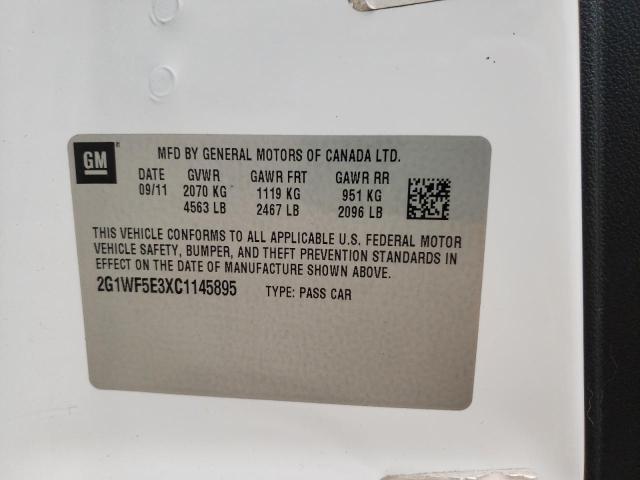 GM
MFD BY GENERAL MOTORS OF CANADA LTD.
DATE GVWR GAWR FRT GAWR RR
09/11 2070 KG 1119 KG 951 KG
4563 LB 2467 LB 2096 LB
THIS VEHICLE CONFORMS TO ALL APPLICABLE U.S. FEDERAL MOTOR
VEHICLE SAFETY, BUMPER, AND THEFT PREVENTION STANDARDS IN
EFFECT ON THE DATE OF MANUFACTURE SHOWN ABOVE.
2G1WF5E3XC1145895 TYPE: PASS CAR